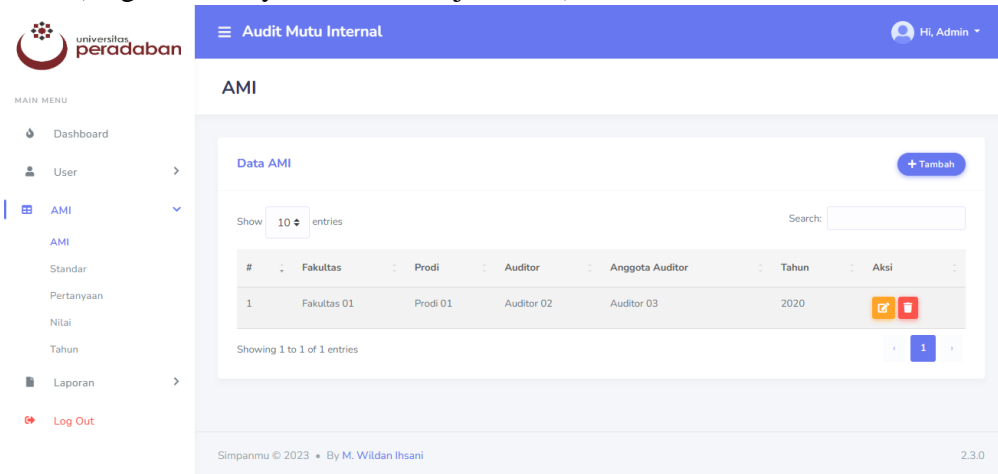 universitas
peradaban
Audit Mutu Internal
Hi, Admin
AMI
MAIN MENU
Dashboard
User
AMI
AMI
Standar
Pertanyaan
Nilai
Tahun
Laporan
Log Out
Data AMI
+ Tambah
Show 10 entries
Search:
# Fakultas Prodi Auditor Anggota Auditor Tahun Aksi
1 Fakultas 01 Prodi 01 Auditor 02 Auditor 03 2020
Showing 1 to 1 of 1 entries
‹ 1 ›
Simpanmu © 2023 • By M. Wildan Ihsani
2.3.0